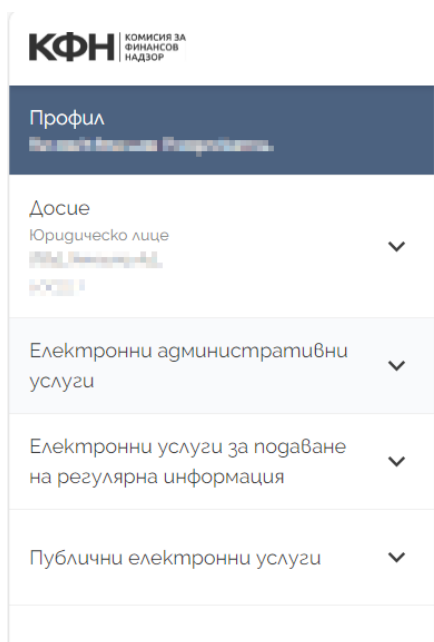 КФН
КОМИСИЯ ЗА
ФИНАНСОВ
НАДЗОР
Профил
Досие
Юридическо лице
Електронни административни
услуги
Електронни услуги за подаване
на регулярна информация
Публични електронни услуги